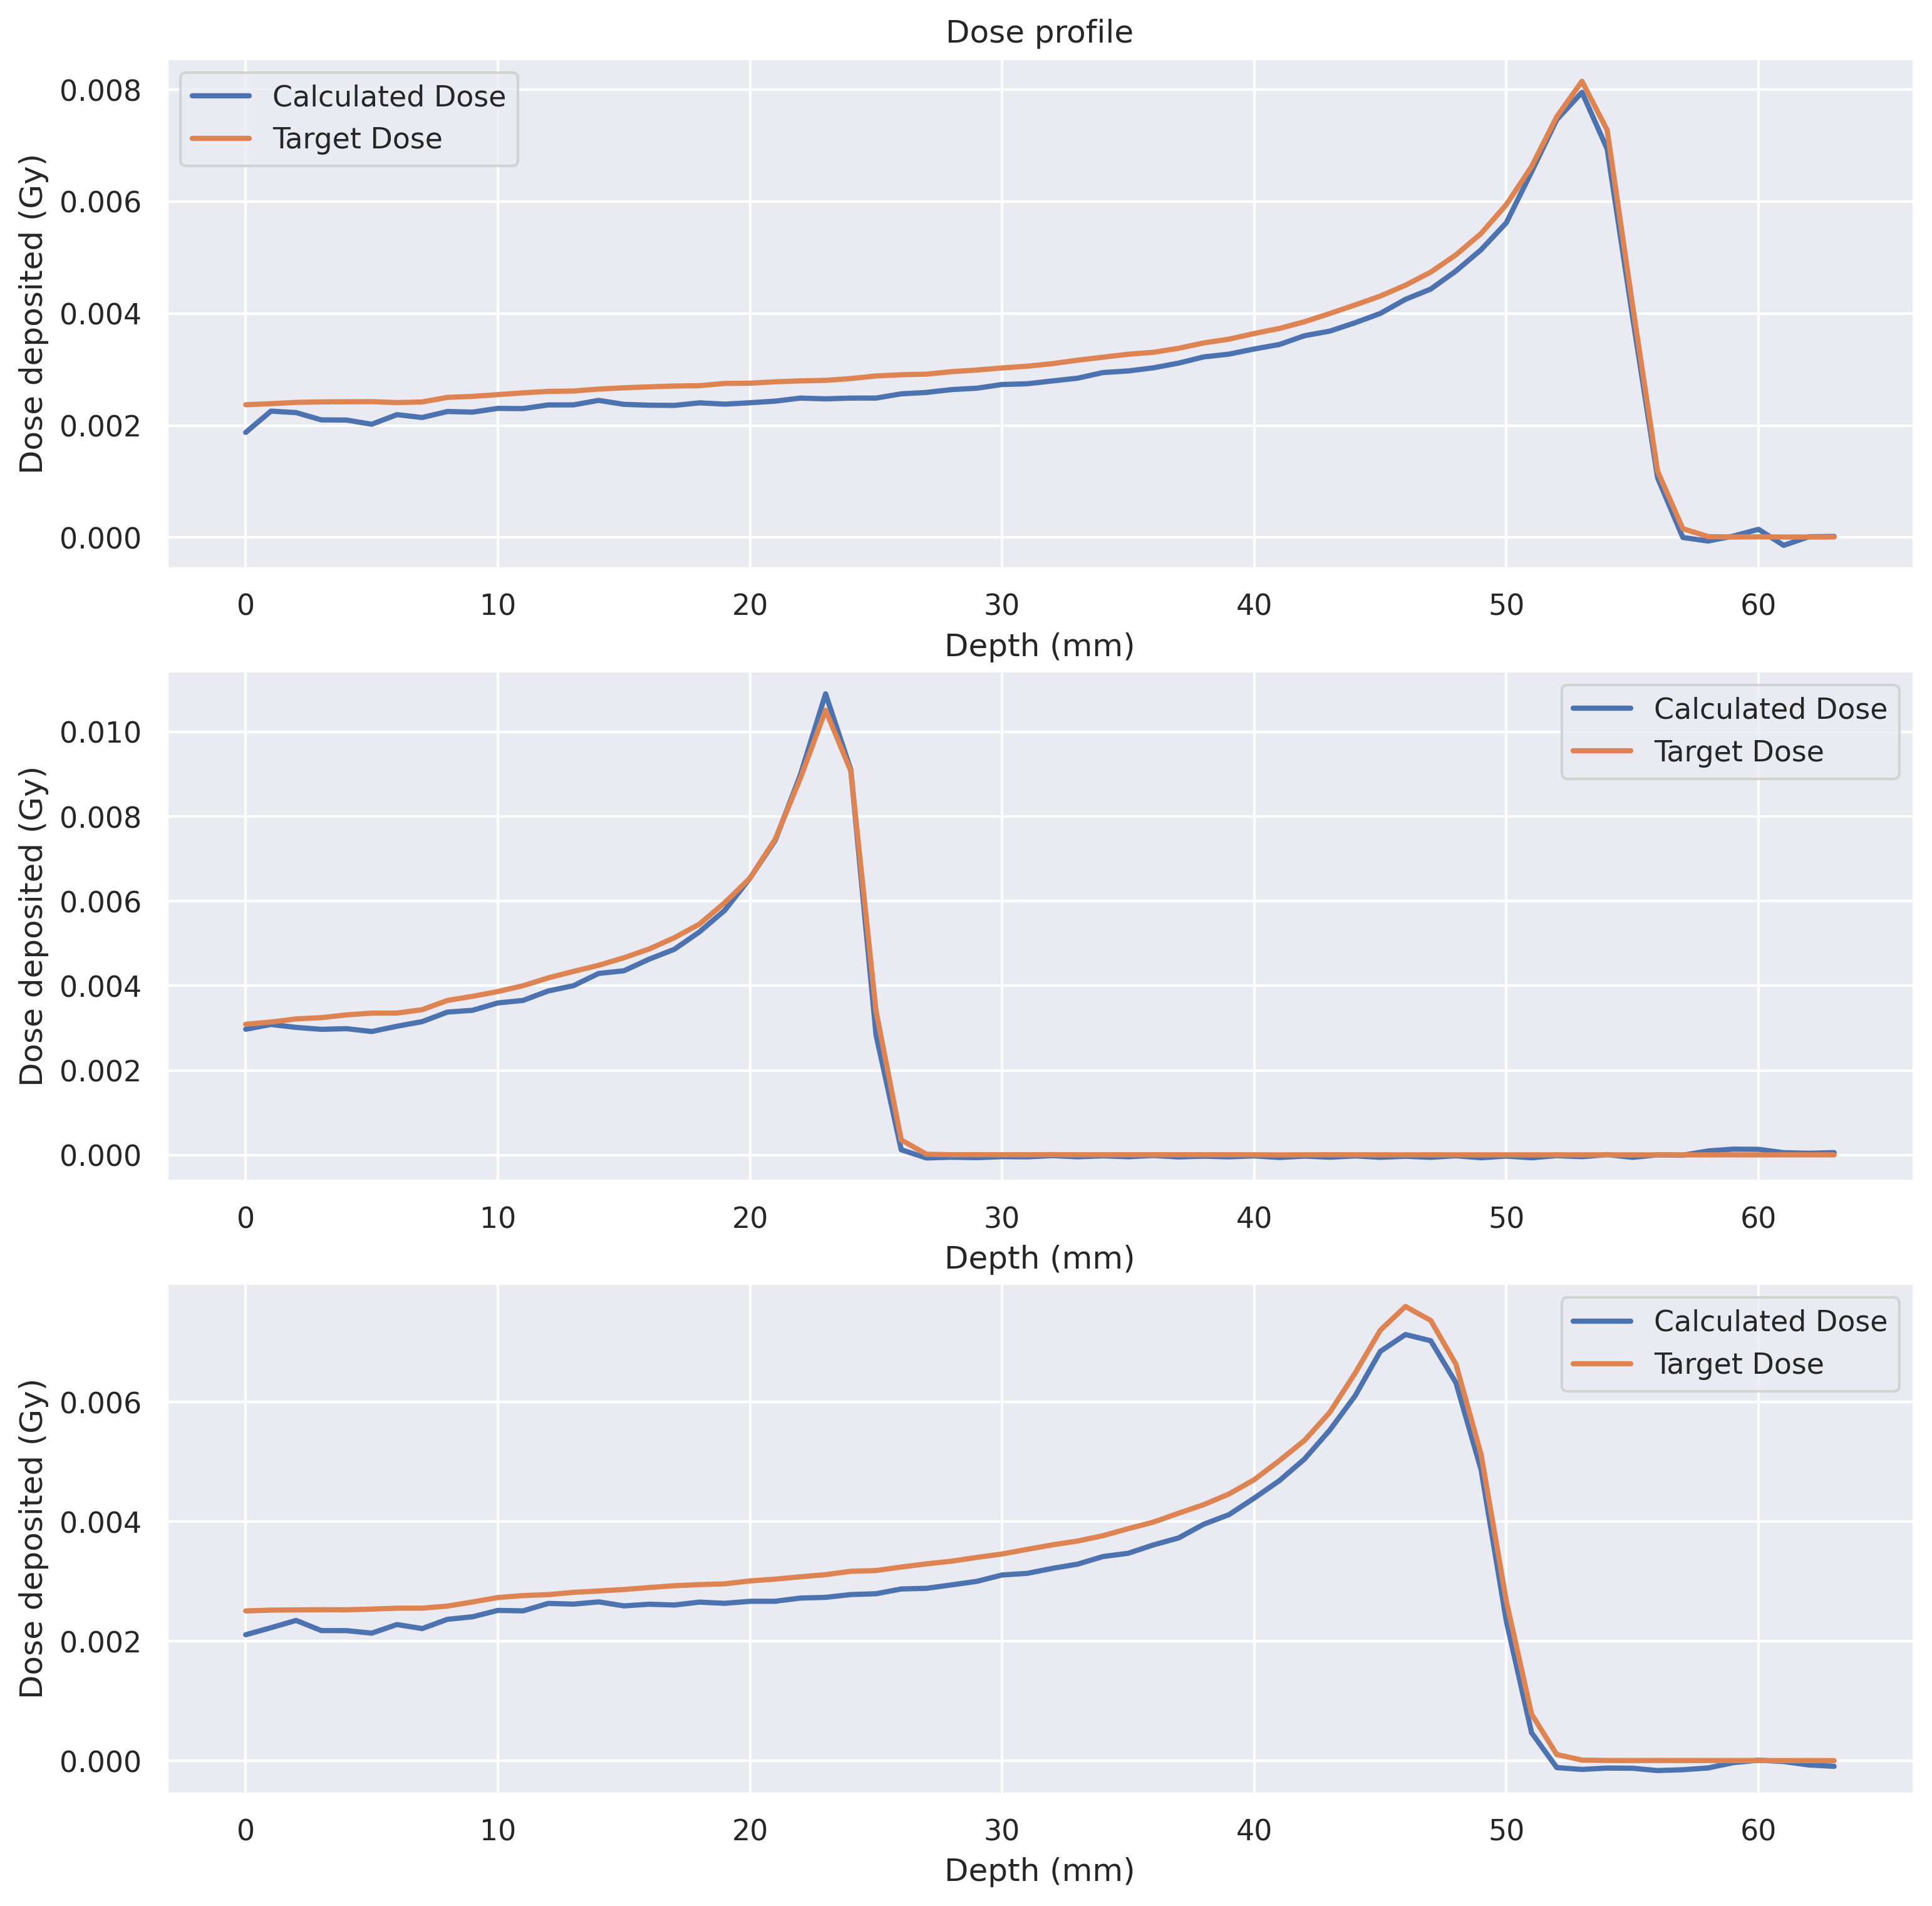 Dose profile
Dose deposited (Gy)
0.008
0.006
0.004
0.002
0.000
Calculated Dose
Target Dose
0 10 20 30 40 50 60
Depth (mm)
Dose deposited (Gy)
0.010
0.008
0.006
0.004
0.002
0.000
Calculated Dose
Target Dose
0 10 20 30 40 50 60
Depth (mm)
Dose deposited (Gy)
0.006
0.004
0.002
0.000
Calculated Dose
Target Dose
0 10 20 30 40 50 60
Depth (mm)